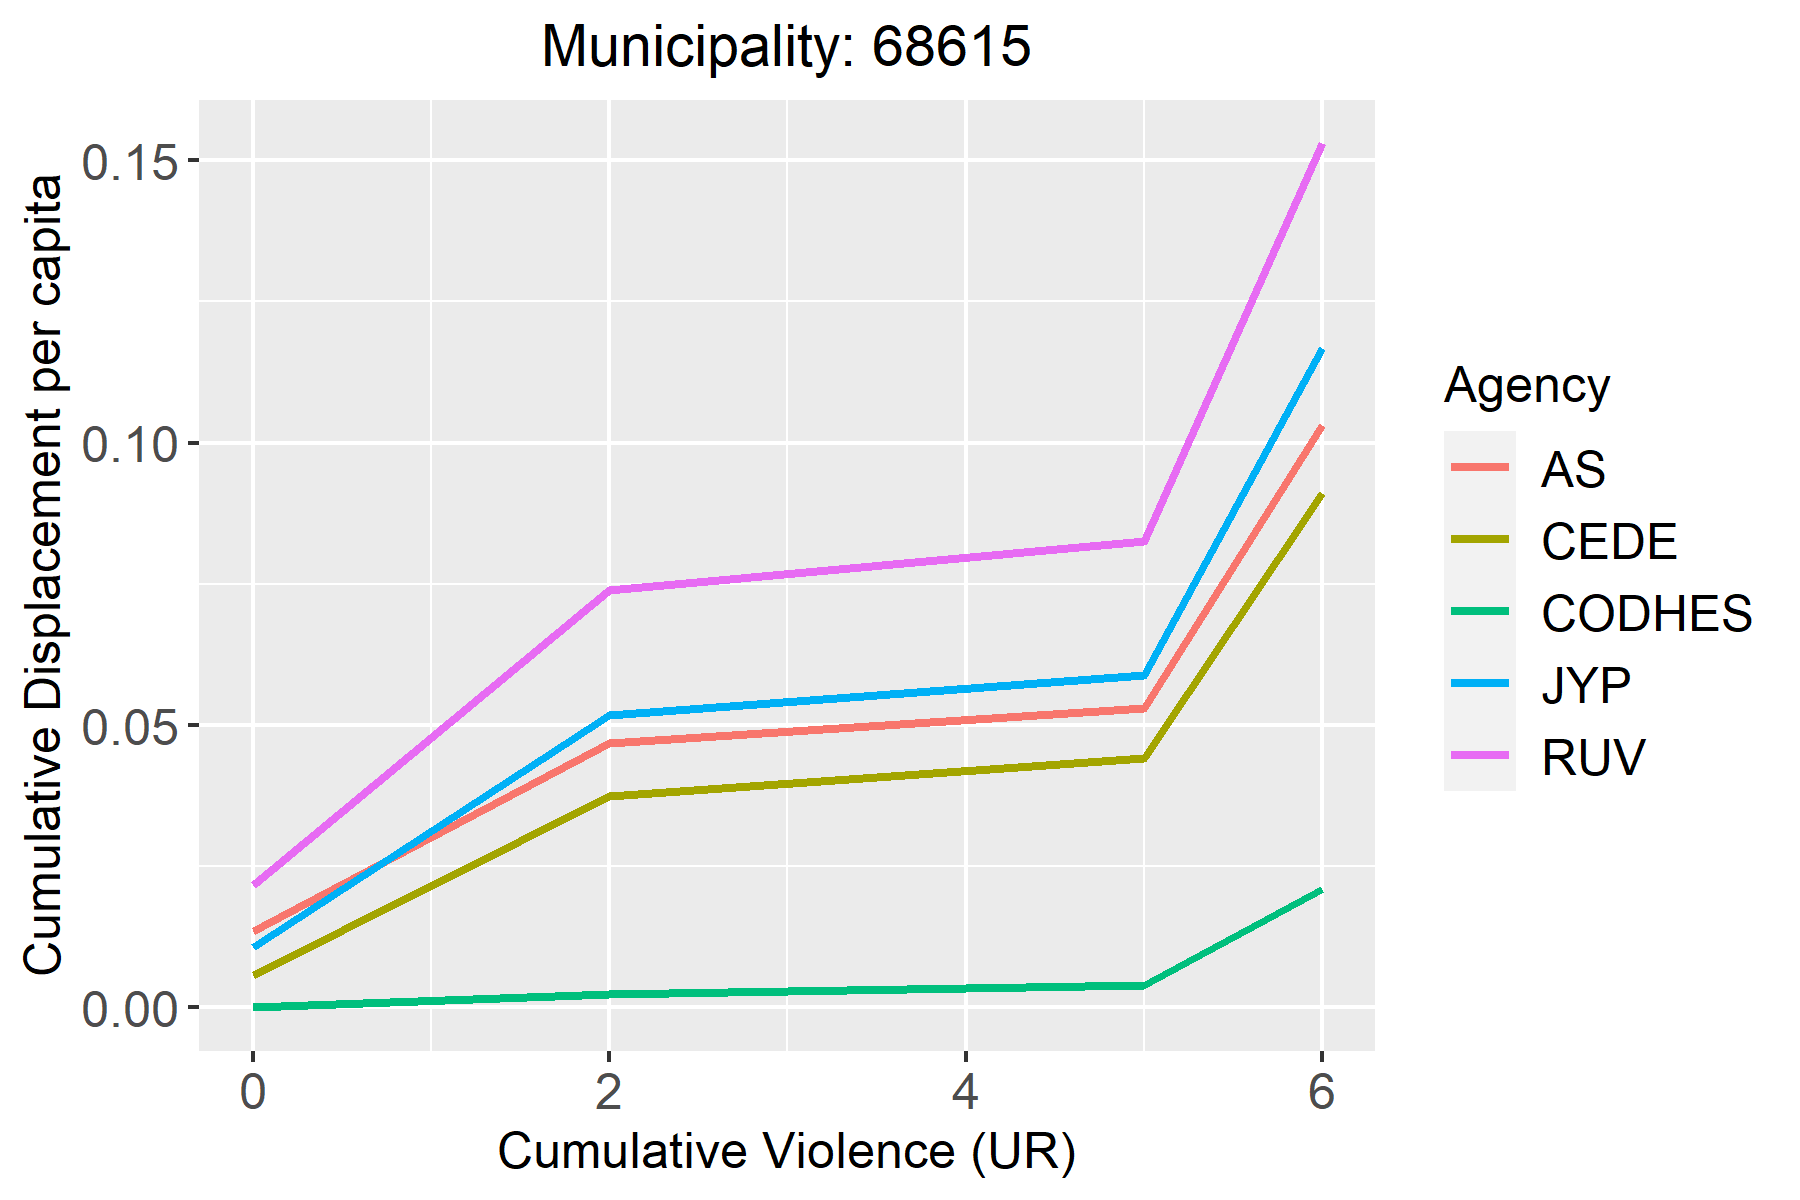 Municipality: 68615
Cumulative Displacement per capita
0.15
0.10
0.05
0.00
0 2 4 6
Cumulative Violence (UR)
Agency
AS
CEDE
CODHES
JYP
RUV